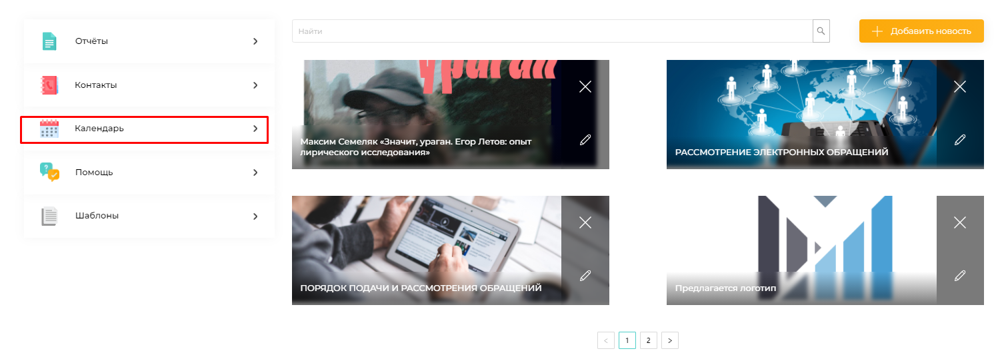 Отчёты
Контакты
Календарь
Помощь
Шаблоны
Найти
Добавить новость
ураган
Максим Семеляк «Значит, ураган. Егор Летов: опыт
лирического исследования»
РАССМОТРЕНИЕ ЭЛЕКТРОННЫХ ОБРАЩЕНИЙ
ПОРЯДОК ПОДАЧИ И РАССМОТРЕНИЯ ОБРАЩЕНИЙ
Предлагается логотип
< 1 2 >